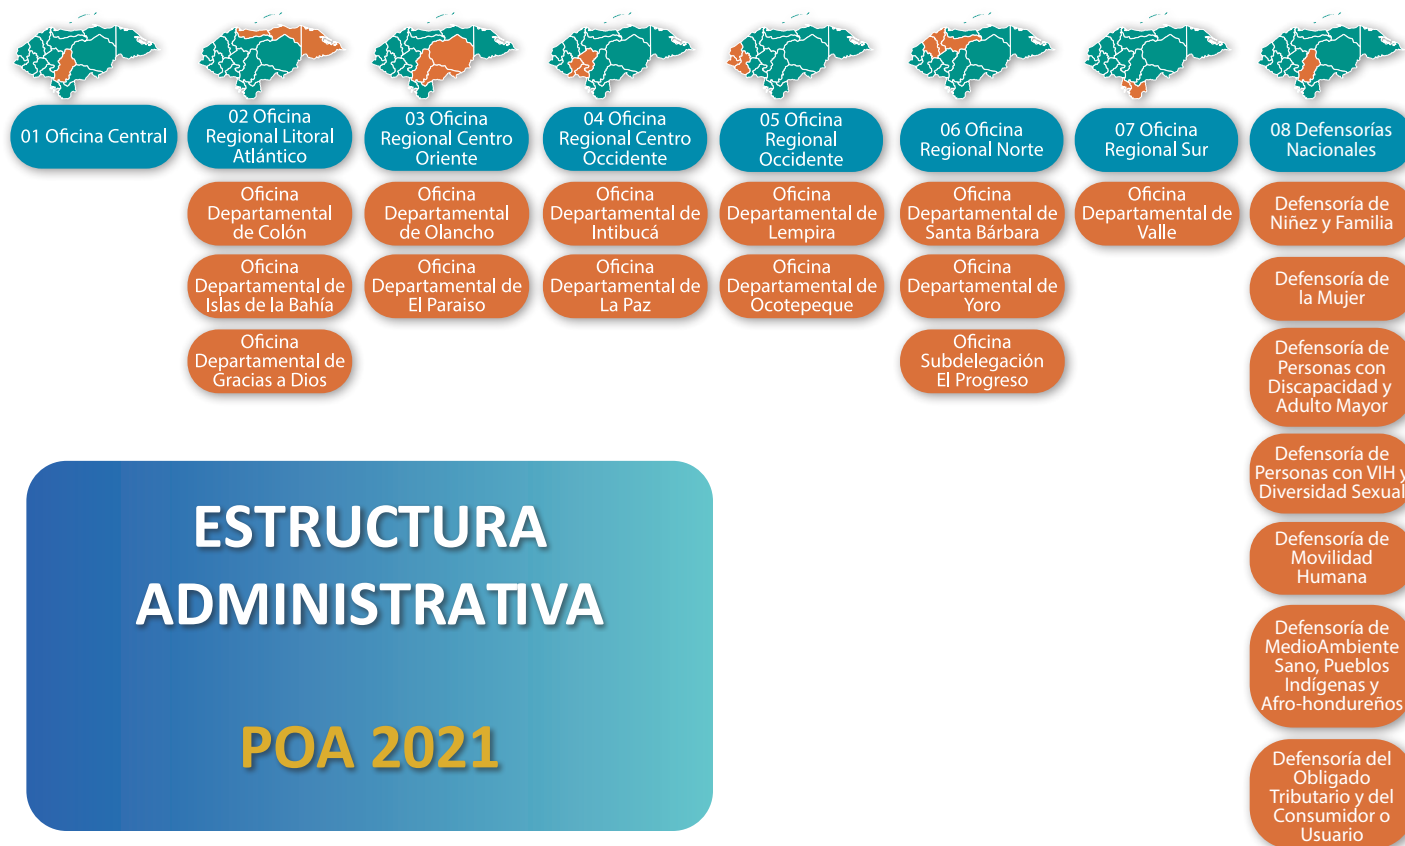 01 Oficina Central
02 Oficina
Regional Litoral
Atlántico
Oficina
Departamental
de Colón
Oficina
Departamental de
Islas de la Bahía
Oficina
Departamental de
Gracias a Dios
03 Oficina
Regional Centro
Oriente
Oficina
Departamental
de Olancho
Oficina
Departamental de
El Paraiso
04 Oficina
Regional Centro
Occidente
Oficina
Departamental de
Intibucá
Oficina
Departamental de
La Paz
05 Oficina
Regional
Occidente
Oficina
Departamental de
Lempira
Oficina
Departamental de
Ocotepeque
06 Oficina
Regional Norte
Oficina
Departamental de
Santa Bárbara
Oficina
Departamental de
Yoro
Oficina
Subdelegación
El Progreso
07 Oficina
Regional Sur
Oficina
Departamental de
Valle
08 Defensorías
Nacionales
Defensoría de
Niñez y Familia
Defensoría de
la Mujer
Defensoría de
Personas con
Discapacidad y
Adulto Mayor
Defensoría de
Personas con VIH y
Diversidad Sexual
Defensoría de
Movilidad
Humana
Defensoría de
MedioAmbiente
Sano, Pueblos
Indígenas y
Afro-hondureños
Defensoría del
Obligado
Tributario y del
Consumidor o
Usuario
ESTRUCTURA
ADMINISTRATIVA
POA 2021